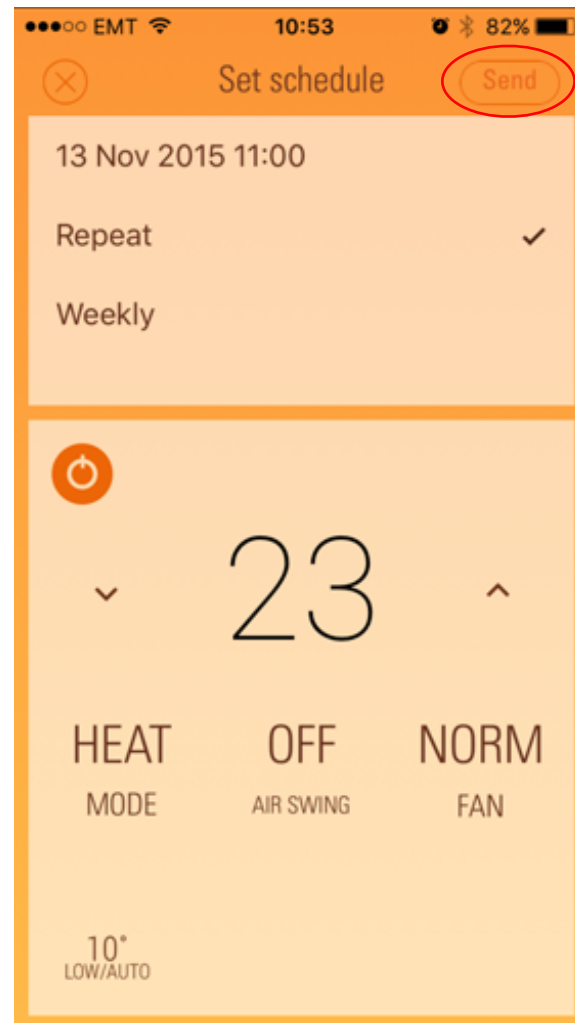 EMT 10:53 82%
Set schedule Send
13 Nov 2015 11:00
Repeat
Weekly
23
HEAT OFF NORM
MODE AIR SWING FAN
10°
LOW/AUTO